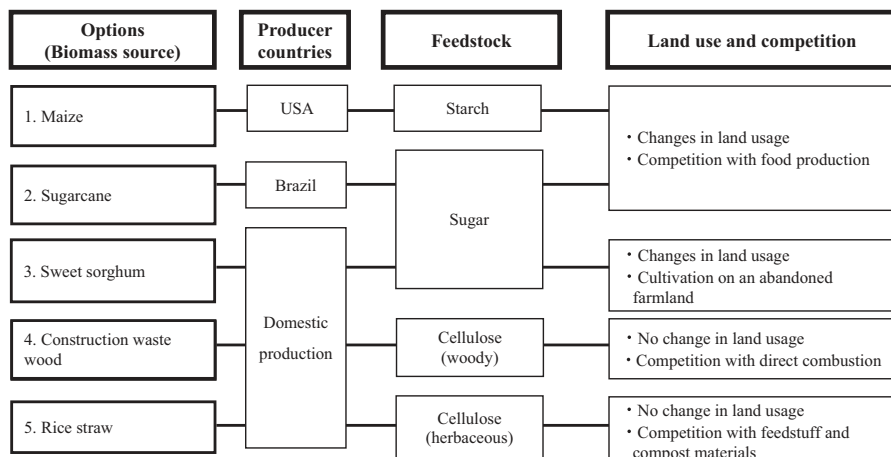 Options
(Biomass source)
Producer
countries
Feedstock
Land use and competition
1. Maize
USA
Starch
・Changes in land usage
・Competition with food production
2. Sugarcane
Brazil
Sugar
3. Sweet sorghum
Domestic
production
・Changes in land usage
・Cultivation on an abandoned
farmland
4. Construction waste
wood
Cellulose
(woody)
・No change in land usage
・Competition with direct combustion
5. Rice straw
Cellulose
(herbaceous)
・No change in land usage
・Competition with feedstuff and
compost materials